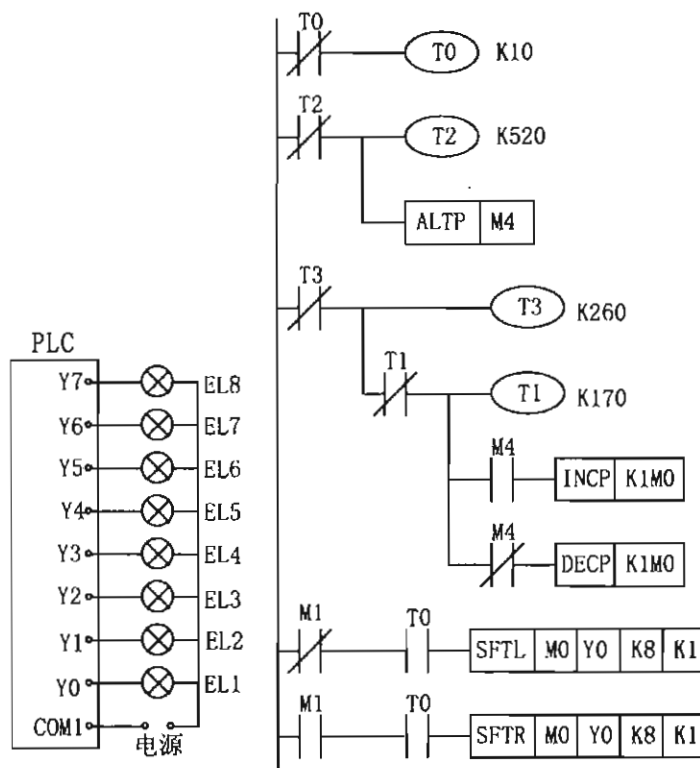 T0
T0 K10
T2
T2 K520
ALTP M4
T3
T3 K260
T1
T1 K170
M4
INCP K1M0
M4
DECP K1M0
M1 T0
SFTL M0 Y0 K8 K1
M1 T0
SFTR M0 Y0 K8 K1
PLC
Y7 EL8
Y6 EL7
Y5 EL6
Y4 EL5
Y3 EL4
Y2 EL3
Y1 EL2
Y0 EL1
COM1
电源